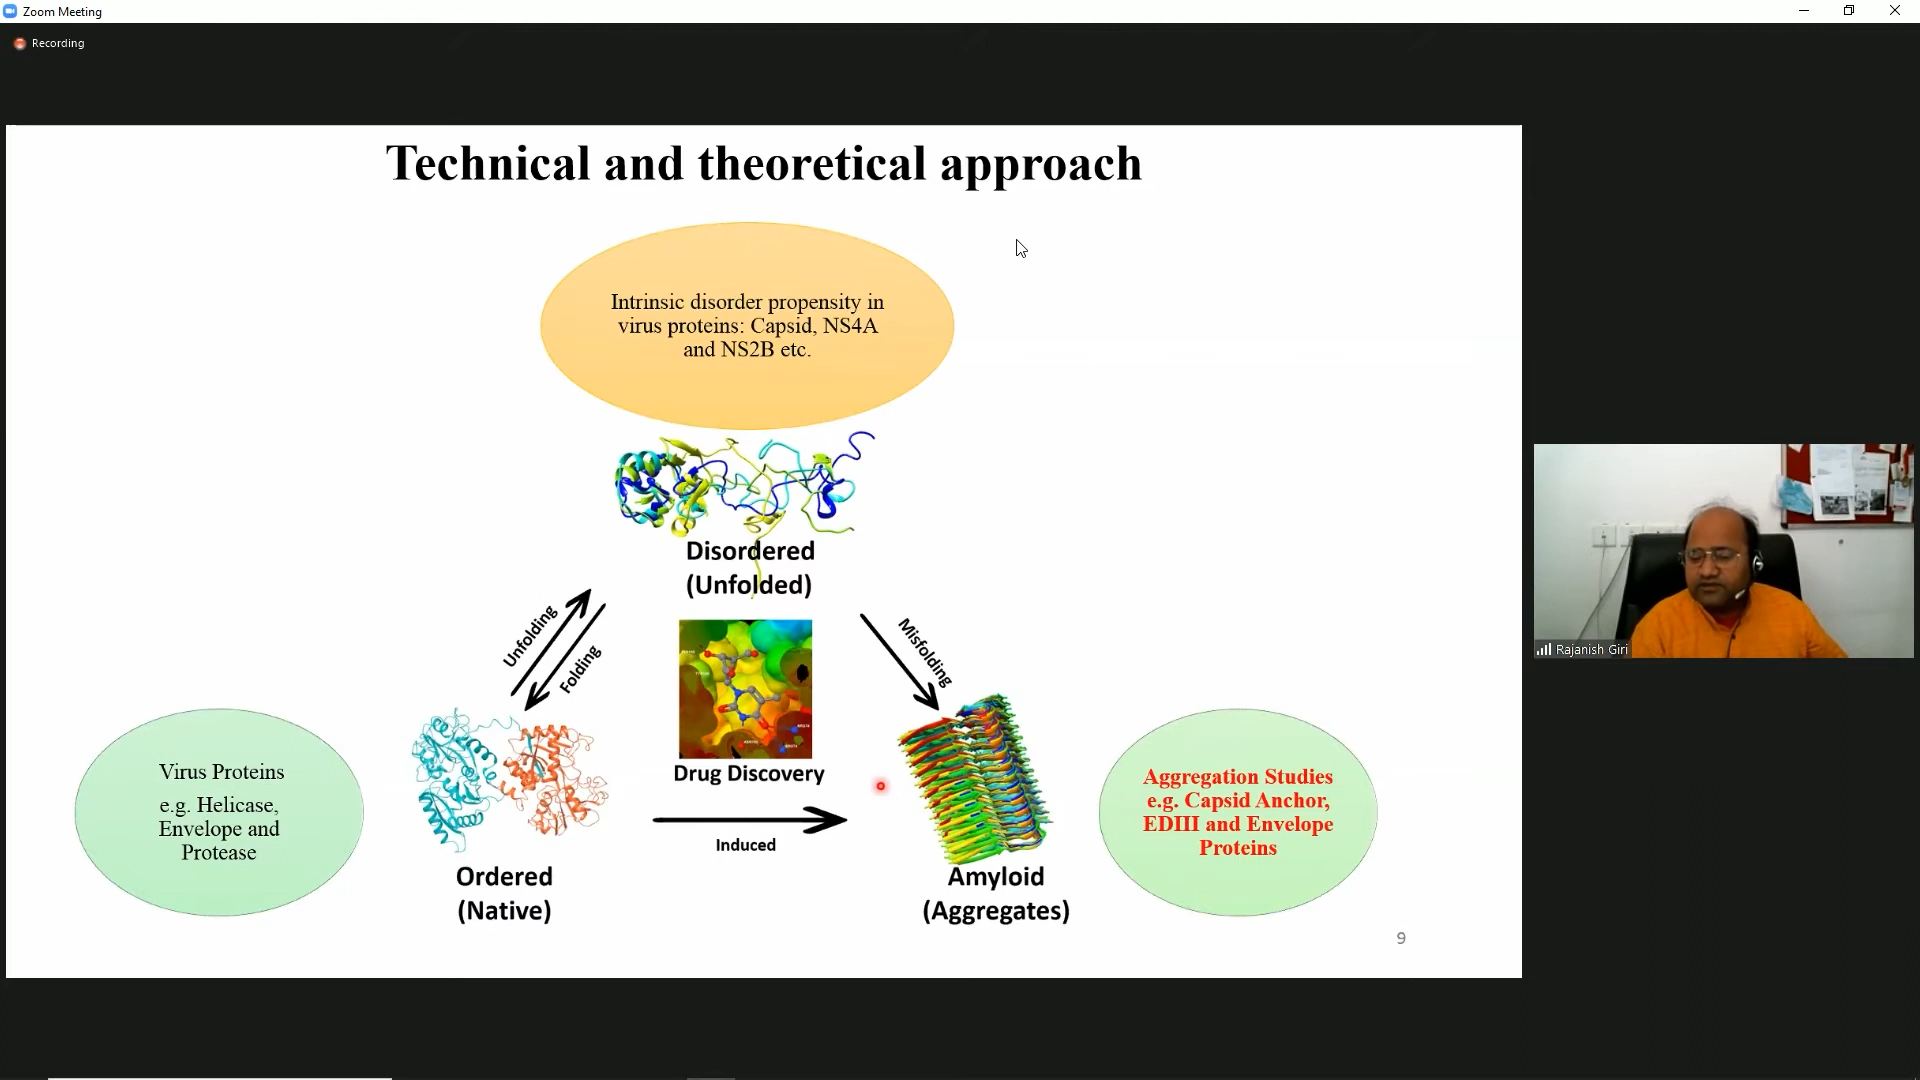 Zoom Meeting
Recording
Technical and theoretical approach
Intrinsic disorder propensity in
virus proteins: Capsid, NS4A
and NS2B etc.
Disordered
(Unfolded)
Unfolding
Folding
Misfolding
Drug Discovery
Induced
Virus Proteins
e.g. Helicase,
Envelope and
Protease
Ordered
(Native)
Amyloid
(Aggregates)
Aggregation Studies
e.g. Capsid Anchor,
EDIII and Envelope
Proteins
9
Rajanish Giri